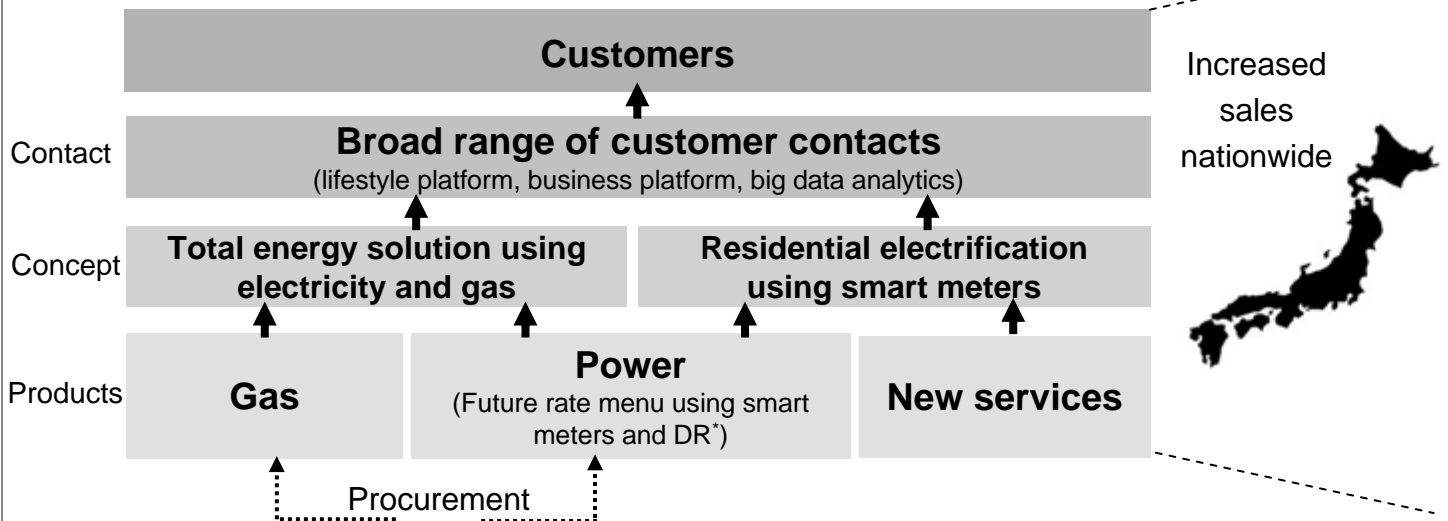 Customers
Increased
sales
nationwide
Contact
Broad range of customer contacts
(lifestyle platform, business platform, big data analytics)
Concept
Total energy solution using
electricity and gas
Residential electrification
using smart meters
Products
Gas
Power
(Future rate menu using smart
meters and DR*)
New services
Procurement